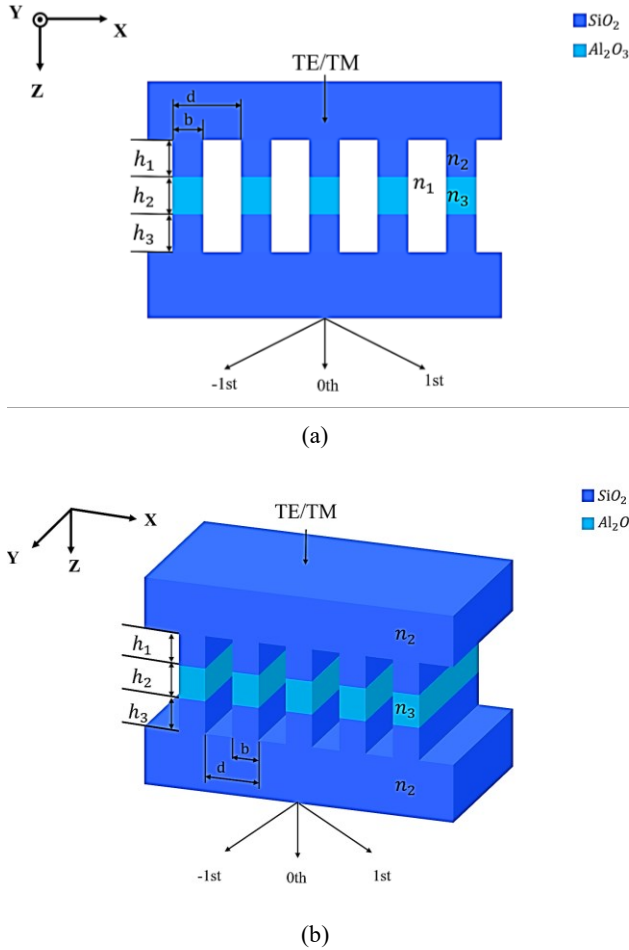 Y
X
Z
SiO₂
Al₂O₃
TE/TM
d
b
h₁
h₂
h₃
n₁
n₂
n₃
-1st 0th 1st
(a)
X
Y
Z
SiO₂
Al₂O
TE/TM
n₂
h₁
h₂
h₃
n₃
b
d
n₂
-1st 0th 1st
(b)